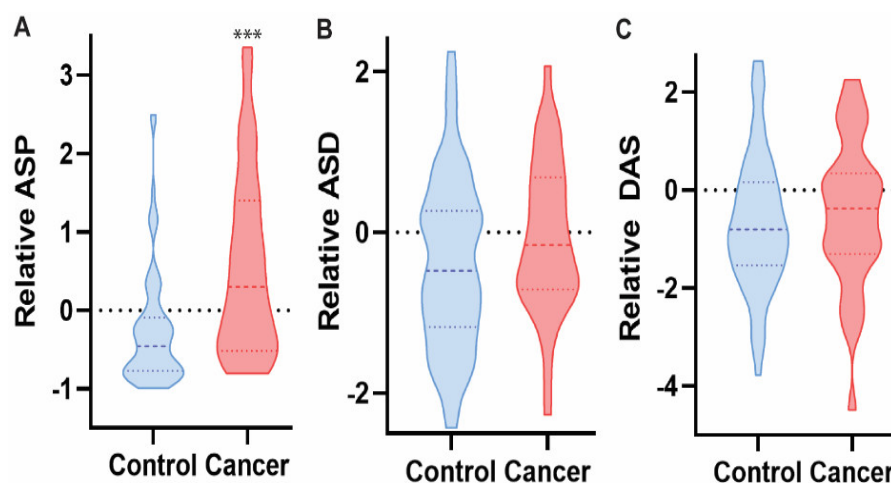 A
Relative ASP
3
2
1
0
-1
***
Control Cancer
B
Relative ASD
2
0
-2
Control Cancer
C
Relative DAS
2
0
-2
-4
Control Cancer